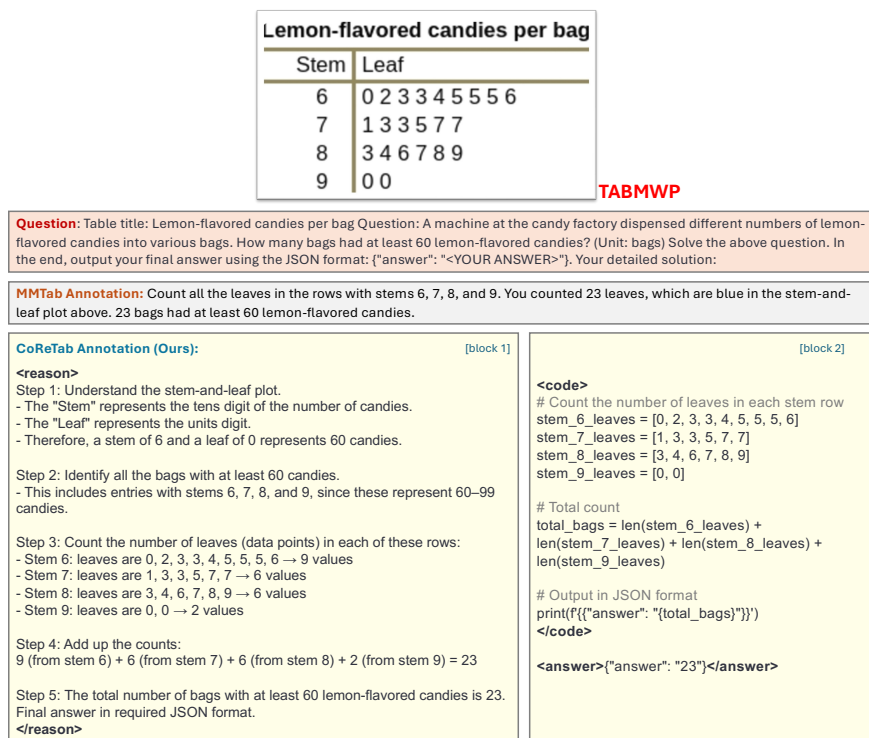 Lemon-flavored candies per bag
Stem Leaf
6 0 2 3 3 4 5 5 5 6
7 1 3 3 5 7 7
8 3 4 6 7 8 9
9 0 0
TABMWP
Question: Table title: Lemon-flavored candies per bag Question: A machine at the candy factory dispensed different numbers of lemon-
flavored candies into various bags. How many bags had at least 60 lemon-flavored candies? (Unit: bags) Solve the above question. In
the end, output your final answer using the JSON format: {"answer": "<YOUR ANSWER>"}. Your detailed solution:
MMTab Annotation: Count all the leaves in the rows with stems 6, 7, 8, and 9. You counted 23 leaves, which are blue in the stem-and-
leaf plot above. 23 bags had at least 60 lemon-flavored candies.
CoReTab Annotation (Ours): [block 1]
<reason>
Step 1: Understand the stem-and-leaf plot.
- The "Stem" represents the tens digit of the number of candies.
- The "Leaf" represents the units digit.
- Therefore, a stem of 6 and a leaf of 0 represents 60 candies.
Step 2: Identify all the bags with at least 60 candies.
- This includes entries with stems 6, 7, 8, and 9, since these represent 60–99
candies.
Step 3: Count the number of leaves (data points) in each of these rows:
- Stem 6: leaves are 0, 2, 3, 3, 4, 5, 5, 5, 6 → 9 values
- Stem 7: leaves are 1, 3, 3, 5, 7, 7 → 6 values
- Stem 8: leaves are 3, 4, 6, 7, 8, 9 → 6 values
- Stem 9: leaves are 0, 0 → 2 values
Step 4: Add up the counts:
9 (from stem 6) + 6 (from stem 7) + 6 (from stem 8) + 2 (from stem 9) = 23
Step 5: The total number of bags with at least 60 lemon-flavored candies is 23.
Final answer in required JSON format.
</reason>
[block 2]
<code>
# Count the number of leaves in each stem row
stem_6_leaves = [0, 2, 3, 3, 4, 5, 5, 5, 6]
stem_7_leaves = [1, 3, 3, 5, 7, 7]
stem_8_leaves = [3, 4, 6, 7, 8, 9]
stem_9_leaves = [0, 0]
# Total count
total_bags = len(stem_6_leaves) +
len(stem_7_leaves) + len(stem_8_leaves) +
len(stem_9_leaves)
# Output in JSON format
print(f'{{"answer": "{total_bags}"}}')
</code>
<answer>{"answer": "23"}</answer>